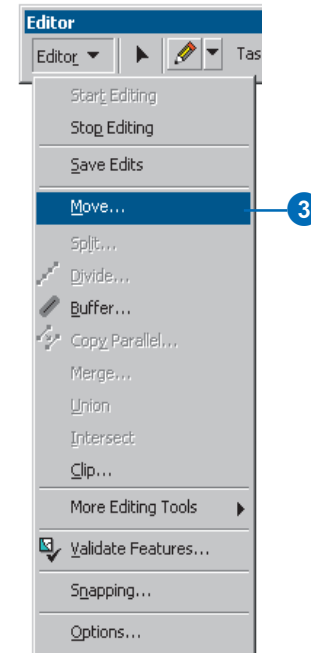 Editor
Editor Tas
Start Editing
Stop Editing
Save Edits
Move... 3
Split...
Divide...
Buffer...
Copy Parallel...
Merge...
Union
Intersect
Clip...
More Editing Tools
Validate Features...
Snapping...
Options...